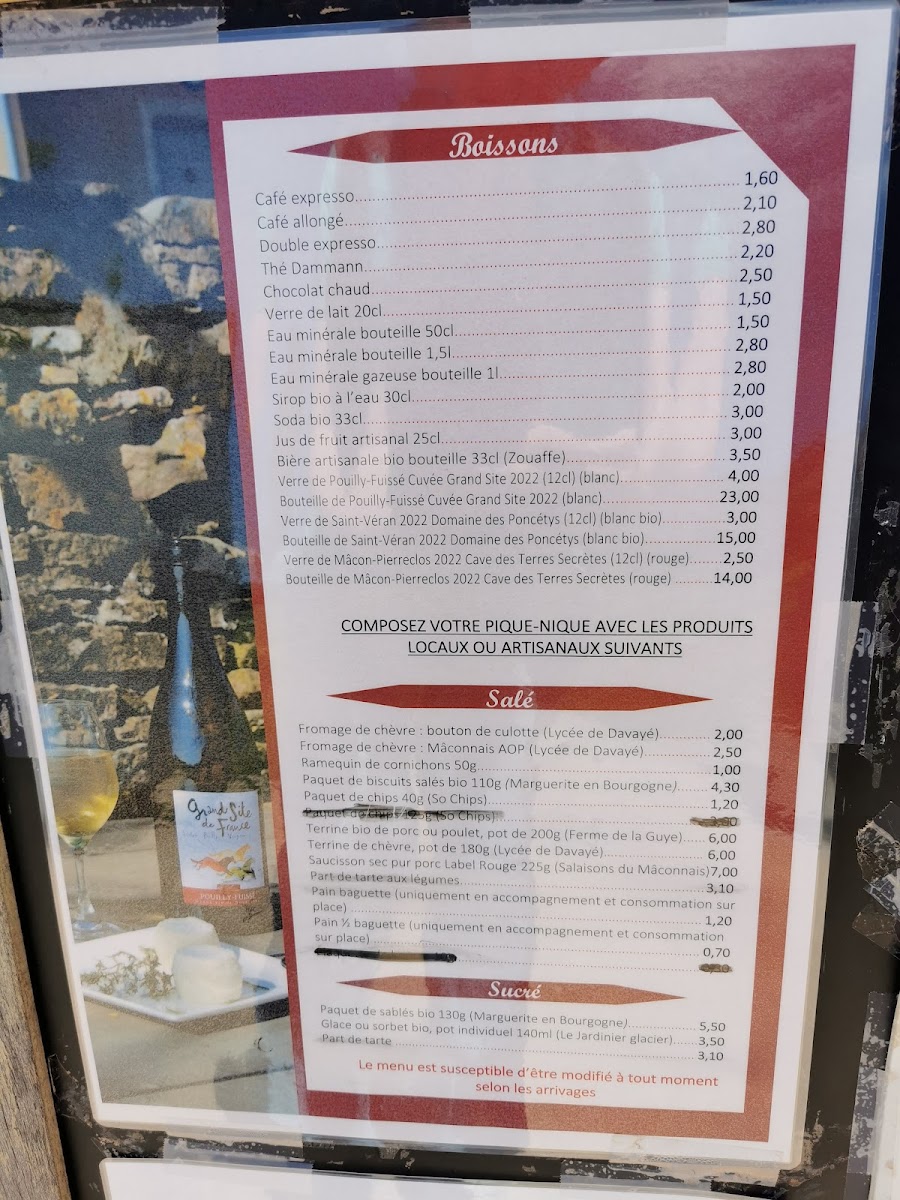 Boissons
Café expresso 1,60
Café allongé 2,10
Double expresso 2,80
Thé Dammann 2,20
Chocolat chaud 2,50
Verre de lait 20cl 1,50
Eau minérale bouteille 50cl 1,50
Eau minérale bouteille 1,5l 2,80
Eau minérale gazeuse bouteille 1l 2,80
Sirop bio à l'eau 30cl 2,00
Soda bio 33cl 3,00
Jus de fruit artisanal 25cl 3,00
Bière artisanale bio bouteille 33cl (Zouaffe) 3,50
Verre de Pouilly-Fuissé Cuvée Grand Site 2022 (12cl) (blanc) 4,00
Bouteille de Pouilly-Fuissé Cuvée Grand Site 2022 (blanc) 23,00
Verre de Saint-Véran 2022 Domaine des Poncétys (12cl) (blanc bio) 3,00
Bouteille de Saint-Véran 2022 Domaine des Poncétys (blanc bio) 15,00
Verre de Mâcon-Pierreclos 2022 Cave des Terres Secrètes (12cl) (rouge) 2,50
Bouteille de Mâcon-Pierreclos 2022 Cave des Terres Secrètes (rouge) 14,00
COMPOSEZ VOTRE PIQUE-NIQUE AVEC LES PRODUITS
LOCAUX OU ARTISANAUX SUIVANTS
Salé
Fromage de chèvre : bouton de culotte (Lycée de Davayé) 2,00
Fromage de chèvre : Mâconnais AOP (Lycée de Davayé) 2,50
Ramequin de cornichons 50g 1,00
Paquet de biscuits salés bio 110g (Marguerite en Bourgogne) 4,30
Paquet de chips 40g (So Chips) 1,20
Paquet de chips 125g (So Chips)
Terrine bio de porc ou poulet, pot de 200g (Ferme de la Guye) 6,00
Terrine de chèvre, pot de 180g (Lycée de Davayé) 6,00
Saucisson sec pur porc Label Rouge 225g (Salaisons du Mâconnais) 7,00
Part de tarte aux légumes 3,10
Pain baguette (uniquement en accompagnement et consommation sur
place) 1,20
Pain ½ baguette (uniquement en accompagnement et consommation
sur place) 0,70
Sucré
Paquet de sablés bio 130g (Marguerite en Bourgogne) 5,50
Glace ou sorbet bio, pot individuel 140ml (Le Jardinier glacier) 3,50
Part de tarte 3,10
Le menu est susceptible d'être modifié à tout moment
selon les arrivages
Grand Site
de France
POUILLY-FUISSÉ